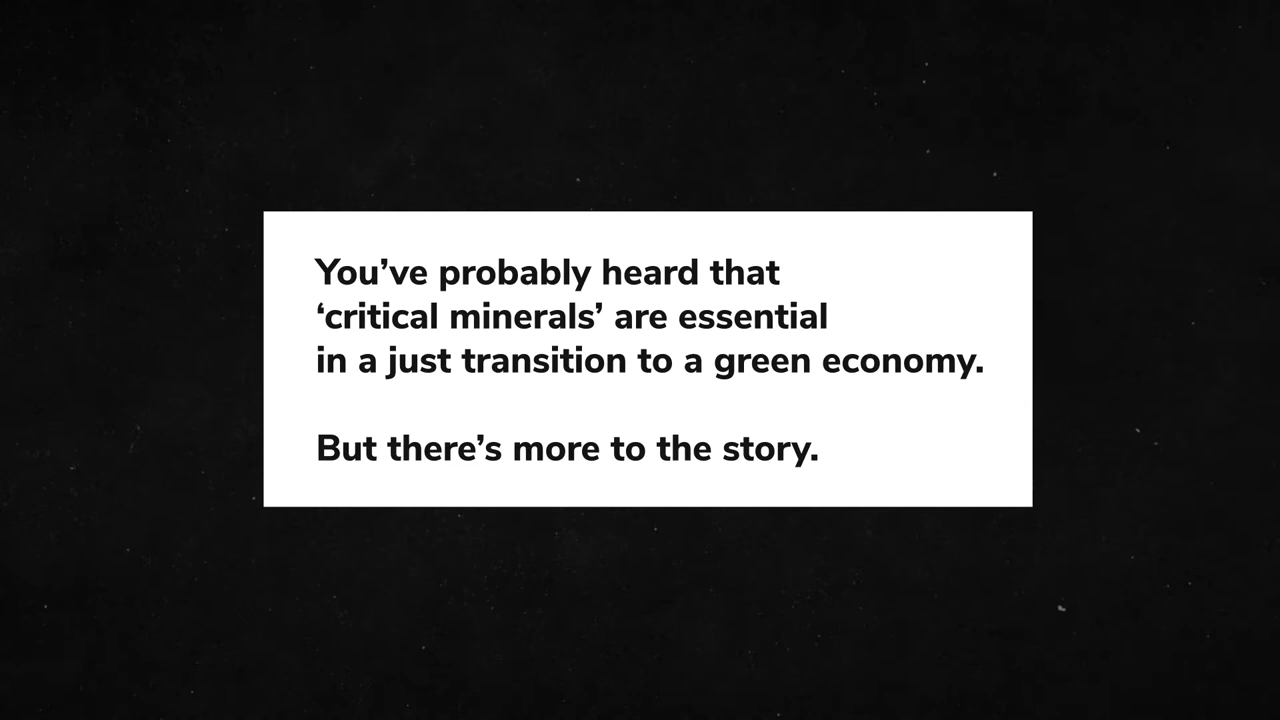 You’ve probably heard that
‘critical minerals’ are essential
in a just transition to a green economy.
But there’s more to the story.